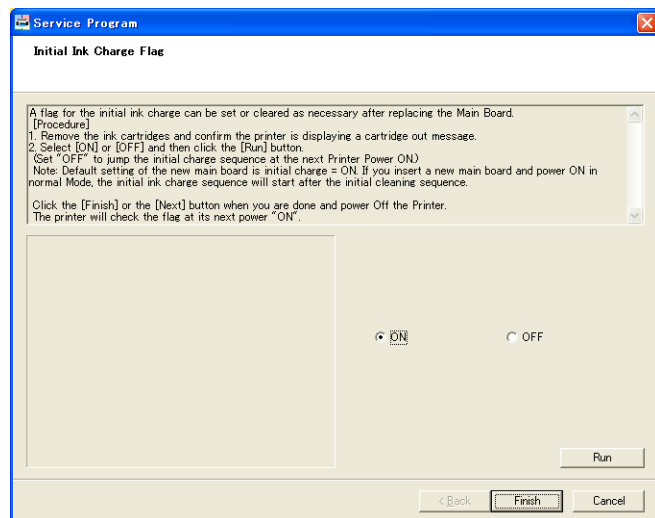 Service Program
Initial Ink Charge Flag
A flag for the initial ink charge can be set or cleared as necessary after replacing the Main Board.
[Procedure]
1. Remove the ink cartridges and confirm the printer is displaying a cartridge out message.
2. Select [ON] or [OFF] and then click the [Run] button.
(Set "OFF" to jump the initial charge sequence at the next Printer Power ON.)
Note: Default setting of the new main board is initial charge = ON. If you insert a new main board and power ON in
normal Mode, the initial ink charge sequence will start after the initial cleaning sequence.
Click the [Finish] or the [Next] button when you are done and power Off the Printer.
The printer will check the flag at its next power "ON".
ON OFF
Run
< Back Finish Cancel